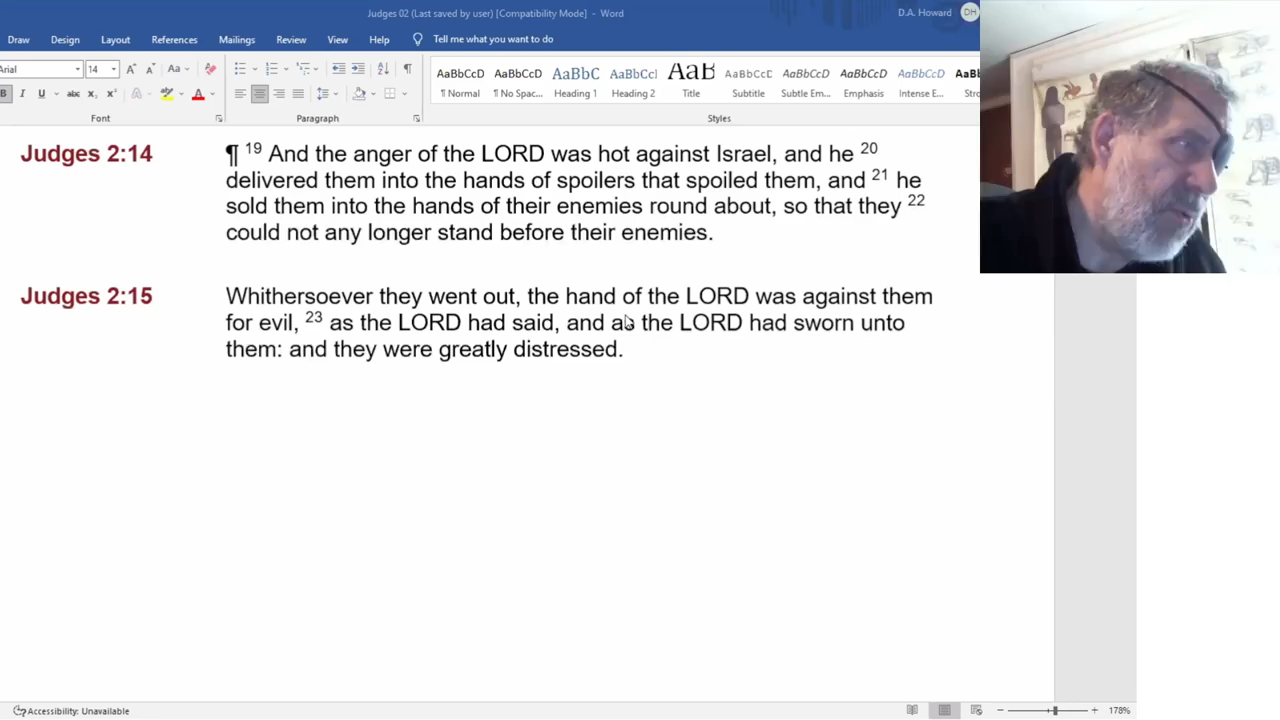 Judges 02 (Last saved by user) [Compatibility Mode] - Word
D.A. Howard DH
Draw Design Layout References Mailings Review View Help Tell me what you want to do
Arial 14 A A Aa
B I U abc x₂ x² A A
AaBbCcD AaBbCcD AaBbC AaBbCcI AaB AaBbCcD AaBbCcD AaBbCcD AaBbCcD AaBb
¶ Normal ¶ No Spac... Heading 1 Heading 2 Title Subtitle Subtle Em... Emphasis Intense E... Stro
Font Paragraph Styles
Judges 2:14 ¶ 19 And the anger of the LORD was hot against Israel, and he 20
delivered them into the hands of spoilers that spoiled them, and 21 he
sold them into the hands of their enemies round about, so that they 22
could not any longer stand before their enemies.
Judges 2:15 Whithersoever they went out, the hand of the LORD was against them
for evil, 23 as the LORD had said, and as the LORD had sworn unto
them: and they were greatly distressed.
Accessibility: Unavailable 178%